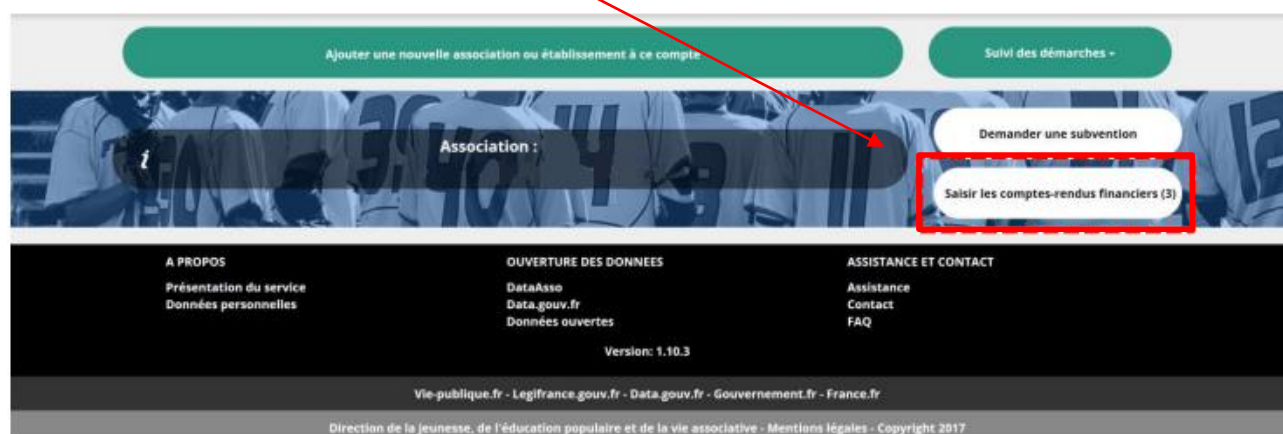 Ajouter une nouvelle association ou établissement à ce compte
Suivi des démarches
i
Association :
Demander une subvention
Saisir les comptes-rendus financiers (3)
A PROPOS
Présentation du service
Données personnelles
OUVERTURE DES DONNEES
DataAsso
Data.gouv.fr
Données ouvertes
ASSISTANCE ET CONTACT
Assistance
Contact
FAQ
Version: 1.10.3
Vie-publique.fr - Legifrance.gouv.fr - Data.gouv.fr - Gouvernement.fr - France.fr
Direction de la jeunesse, de l'éducation populaire et de la vie associative - Mentions légales - Copyright 2017